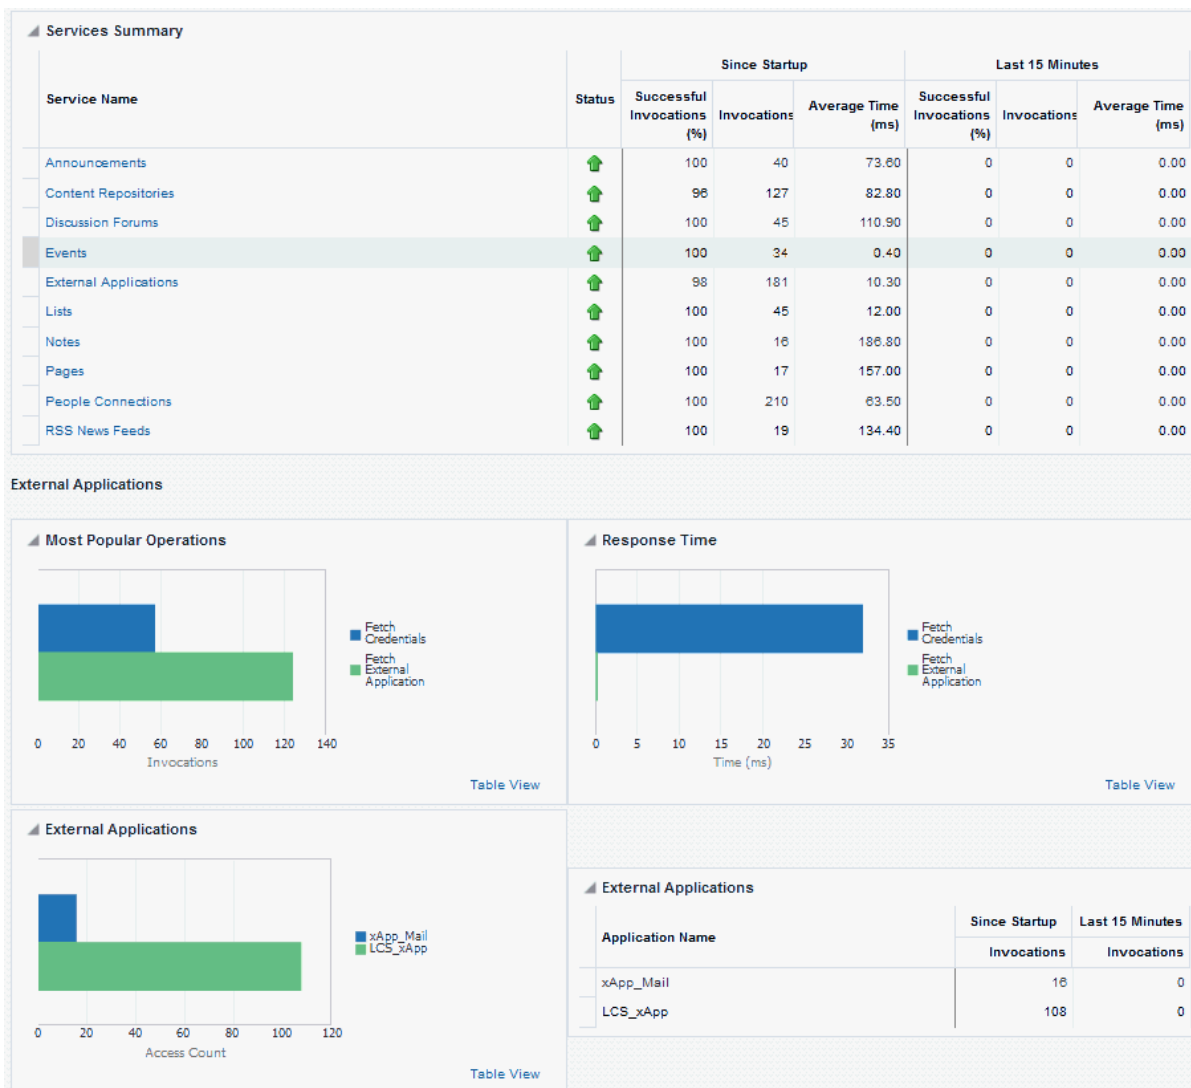 Services Summary
Since Startup Last 15 Minutes
Service Name Status Successful Invocations (%) Invocations Average Time (ms) Successful Invocations (%) Invocations Average Time (ms)
Announcements 100 40 73.60 0 0 0.00
Content Repositories 96 127 82.80 0 0 0.00
Discussion Forums 100 45 110.90 0 0 0.00
Events 100 34 0.40 0 0 0.00
External Applications 98 181 10.30 0 0 0.00
Lists 100 45 12.00 0 0 0.00
Notes 100 16 186.80 0 0 0.00
Pages 100 17 157.00 0 0 0.00
People Connections 100 210 63.50 0 0 0.00
RSS News Feeds 100 19 134.40 0 0 0.00
External Applications
Most Popular Operations
Fetch
Credentials
Fetch
External
Application
0 20 40 60 80 100 120 140
Invocations
Table View
Response Time
Fetch
Credentials
Fetch
External
Application
0 5 10 15 20 25 30 35
Time (ms)
Table View
External Applications
xApp_Mail
LCS_xApp
0 20 40 60 80 100 120
Access Count
Table View
External Applications
Application Name Since Startup Last 15 Minutes
Invocations Invocations
xApp_Mail 16 0
LCS_xApp 108 0